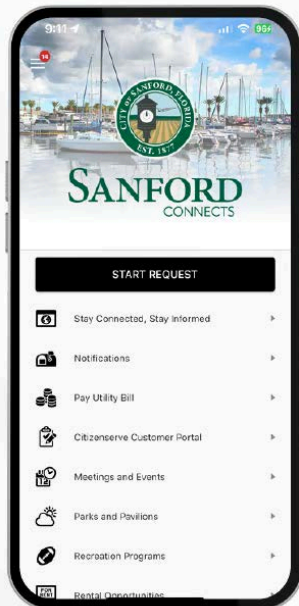 9:11
96
14
CITY OF SANFORD, FLORIDA
EST. 1877
SANFORD
CONNECTS
START REQUEST
Stay Connected, Stay Informed
Notifications
Pay Utility Bill
Citizenserve Customer Portal
Meetings and Events
Parks and Pavilions
Recreation Programs
FOR RENT
Rental Opportunities